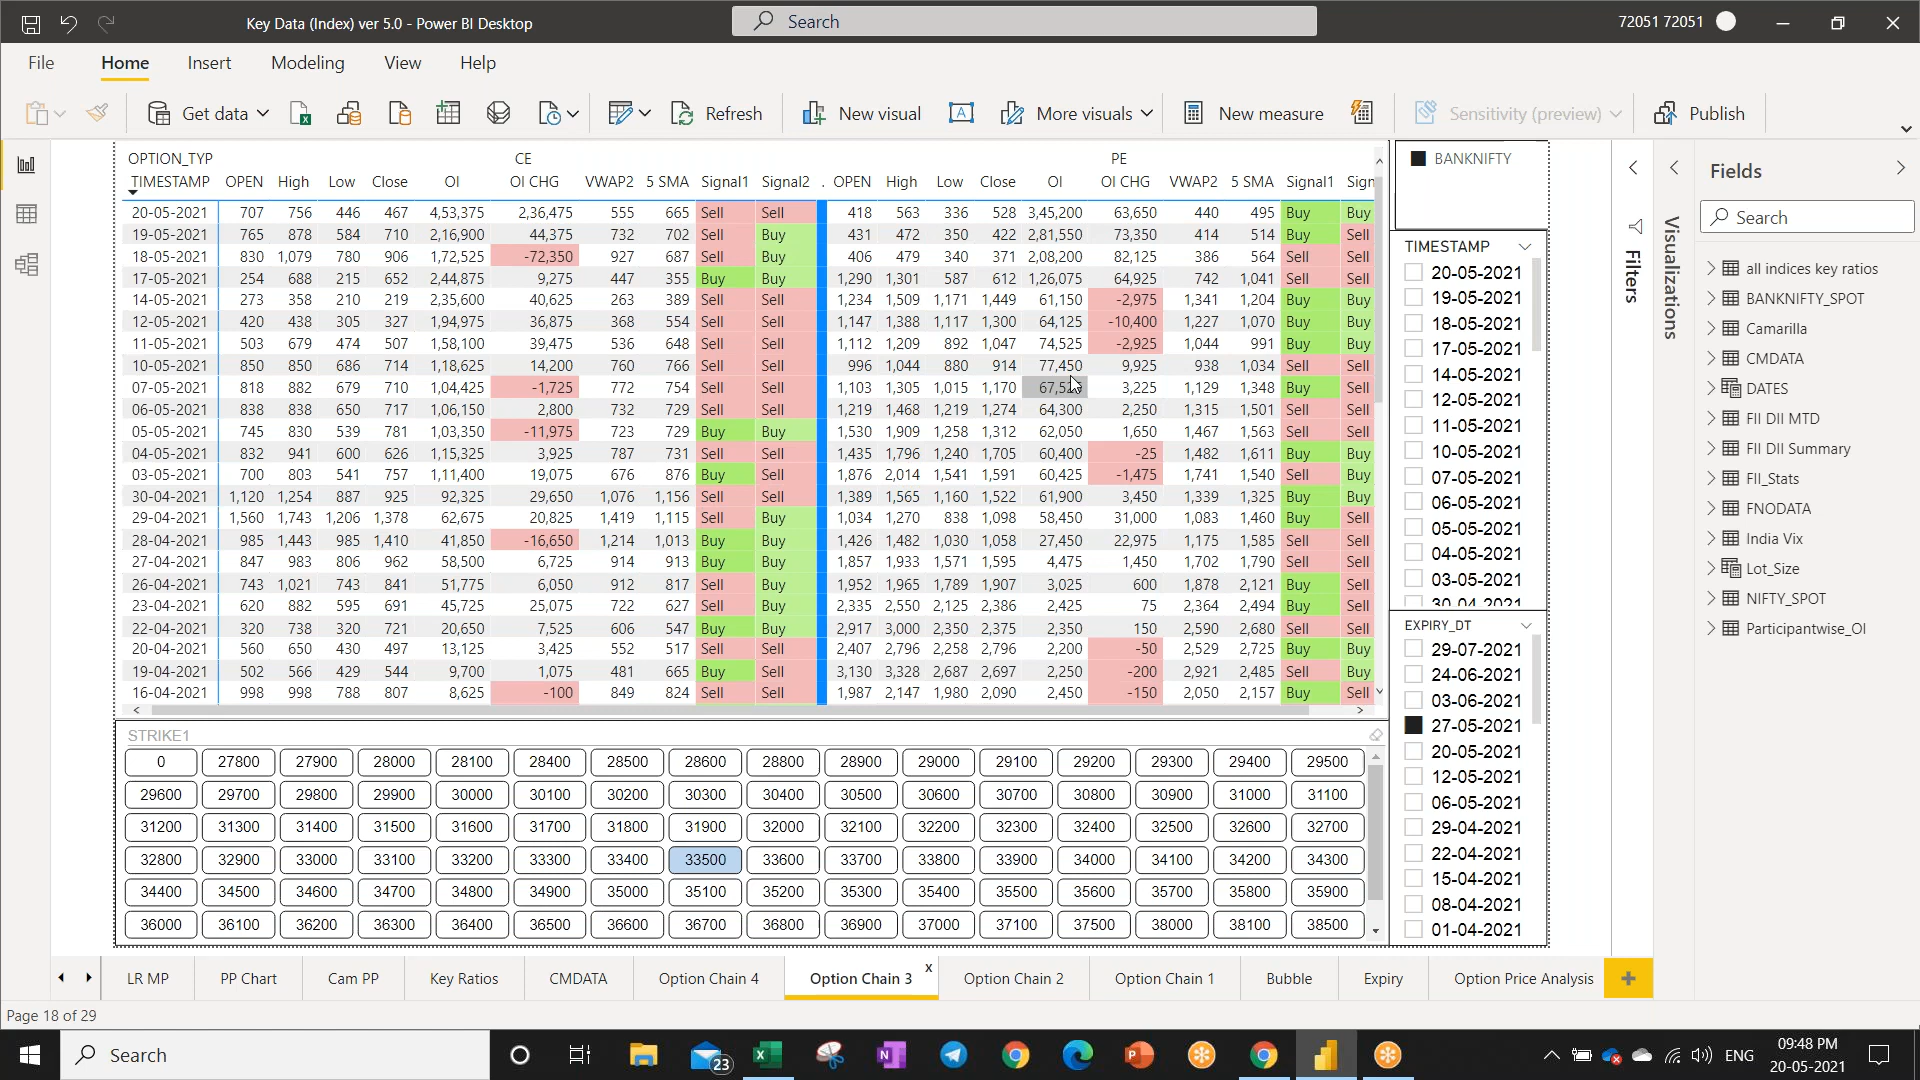 Key Data (Index) ver 5.0 - Power BI Desktop
Search
72051 72051
File Home Insert Modeling View Help
Get data Refresh New visual More visuals New measure Sensitivity (preview) Publish
OPTION_TYP CE PE
TIMESTAMP OPEN High Low Close OI OI CHG VWAP2 5 SMA Signal1 Signal2 . OPEN High Low Close OI OI CHG VWAP2 5 SMA Signal1 Sign
20-05-2021 707 756 446 467 4,53,375 2,36,475 555 665 Sell Sell 418 563 336 528 3,45,200 63,650 440 495 Buy Buy
19-05-2021 765 878 584 710 2,16,900 44,375 732 702 Sell Buy 431 472 350 422 2,81,550 73,350 414 514 Buy Sell
18-05-2021 830 1,079 780 906 1,72,525 -72,350 927 687 Sell Buy 406 479 340 371 2,08,200 82,125 386 564 Sell Sell
17-05-2021 254 688 215 652 2,44,875 9,275 447 355 Buy Buy 1,290 1,301 587 612 1,26,075 64,925 742 1,041 Sell Sell
14-05-2021 273 358 210 219 2,35,600 40,625 263 389 Sell Sell 1,234 1,509 1,171 1,449 61,150 -2,975 1,341 1,204 Buy Buy
12-05-2021 420 438 305 327 1,94,975 36,875 368 554 Sell Sell 1,147 1,388 1,117 1,300 64,125 -10,400 1,227 1,070 Buy Buy
11-05-2021 503 679 474 507 1,58,100 39,475 536 648 Sell Sell 1,112 1,209 892 1,047 74,525 -2,925 1,044 991 Buy Buy
10-05-2021 850 850 686 714 1,18,625 14,200 760 766 Sell Sell 996 1,044 880 914 77,450 9,925 938 1,034 Sell Sell
07-05-2021 818 882 679 710 1,04,425 -1,725 772 754 Sell Sell 1,103 1,305 1,015 1,170 3,225 1,129 1,348 Buy Sell
06-05-2021 838 838 650 717 1,06,150 2,800 732 729 Sell Sell 1,219 1,468 1,219 1,274 64,300 2,250 1,315 1,501 Sell Sell
05-05-2021 745 830 539 781 1,03,350 -11,975 723 729 Buy Buy 1,530 1,909 1,258 1,312 62,050 1,650 1,467 1,563 Sell Sell
04-05-2021 832 941 600 626 1,15,325 3,925 787 731 Sell Sell 1,435 1,796 1,240 1,705 60,400 -25 1,482 1,611 Buy Buy
03-05-2021 700 803 541 757 1,11,400 19,075 676 876 Buy Sell 1,876 2,014 1,541 1,591 60,425 -1,475 1,741 1,540 Sell Buy
30-04-2021 1,120 1,254 887 925 92,325 29,650 1,076 1,156 Sell Sell 1,389 1,565 1,160 1,522 61,900 3,450 1,339 1,325 Buy Buy
29-04-2021 1,560 1,743 1,206 1,378 62,675 20,825 1,419 1,115 Sell Buy 1,034 1,270 838 1,098 58,450 31,000 1,083 1,460 Buy Sell
28-04-2021 985 1,443 985 1,410 41,850 -16,650 1,214 1,013 Buy Buy 1,426 1,482 1,030 1,058 27,450 22,975 1,175 1,585 Sell Sell
27-04-2021 847 983 806 962 58,500 6,725 914 913 Buy Buy 1,857 1,933 1,571 1,595 4,475 1,450 1,702 1,790 Sell Sell
26-04-2021 743 1,021 743 841 51,775 6,050 912 817 Sell Buy 1,952 1,965 1,789 1,907 3,025 600 1,878 2,121 Buy Sell
23-04-2021 620 882 595 691 45,725 25,075 722 627 Sell Buy 2,335 2,550 2,125 2,386 2,425 75 2,364 2,494 Buy Sell
22-04-2021 320 738 320 721 20,650 7,525 606 547 Buy Buy 2,917 3,000 2,350 2,375 2,350 150 2,590 2,680 Sell Sell
20-04-2021 560 650 430 497 13,125 3,425 552 517 Sell Sell 2,407 2,796 2,258 2,796 2,200 -50 2,529 2,725 Buy Buy
19-04-2021 502 566 429 544 9,700 1,075 481 665 Buy Sell 3,130 3,328 2,687 2,697 2,250 -200 2,921 2,485 Sell Buy
16-04-2021 998 998 788 807 8,625 -100 849 824 Sell Sell 1,987 2,147 1,980 2,090 2,450 -150 2,050 2,157 Buy Sell
STRIKE1
0 27800 27900 28000 28100 28400 28500 28600 28800 28900 29000 29100 29200 29300 29400 29500
29600 29700 29800 29900 30000 30100 30200 30300 30400 30500 30600 30700 30800 30900 31000 31100
31200 31300 31400 31500 31600 31700 31800 31900 32000 32100 32200 32300 32400 32500 32600 32700
32800 32900 33000 33100 33200 33300 33400 33500 33600 33700 33800 33900 34000 34100 34200 34300
34400 34500 34600 34700 34800 34900 35000 35100 35200 35300 35400 35500 35600 35700 35800 35900
36000 36100 36200 36300 36400 36500 36600 36700 36800 36900 37000 37100 37500 38000 38100 38500
BANKNIFTY
TIMESTAMP
20-05-2021
19-05-2021
18-05-2021
17-05-2021
14-05-2021
12-05-2021
11-05-2021
10-05-2021
07-05-2021
06-05-2021
05-05-2021
04-05-2021
03-05-2021
30-04-2021
EXPIRY_DT
29-07-2021
24-06-2021
03-06-2021
27-05-2021
20-05-2021
12-05-2021
06-05-2021
29-04-2021
22-04-2021
15-04-2021
08-04-2021
01-04-2021
Filters
Visualizations
Fields
Search
all indices key ratios
BANKNIFTY_SPOT
Camarilla
CMDATA
DATES
FII DII MTD
FII DII Summary
FII_Stats
FNODATA
India Vix
Lot_Size
NIFTY_SPOT
Participantwise_OI
LR MP PP Chart Cam PP Key Ratios CMDATA Option Chain 4 Option Chain 3 x Option Chain 2 Option Chain 1 Bubble Expiry Option Price Analysis
Page 18 of 29
Search
23
ENG
09:48 PM
20-05-2021